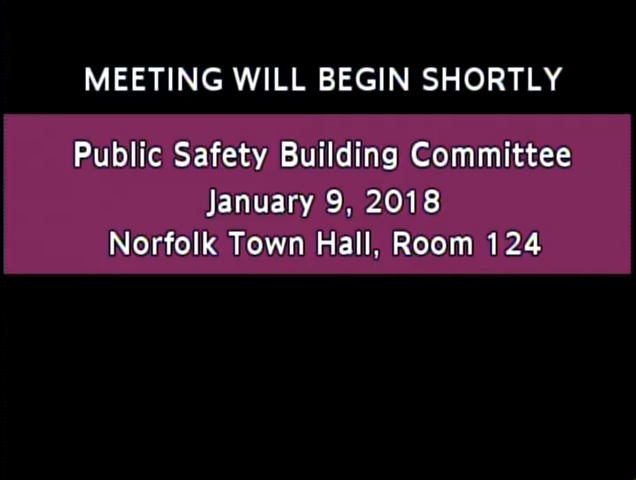 MEETING WILL BEGIN SHORTLY
Public Safety Building Committee
January 9, 2018
Norfolk Town Hall, Room 124